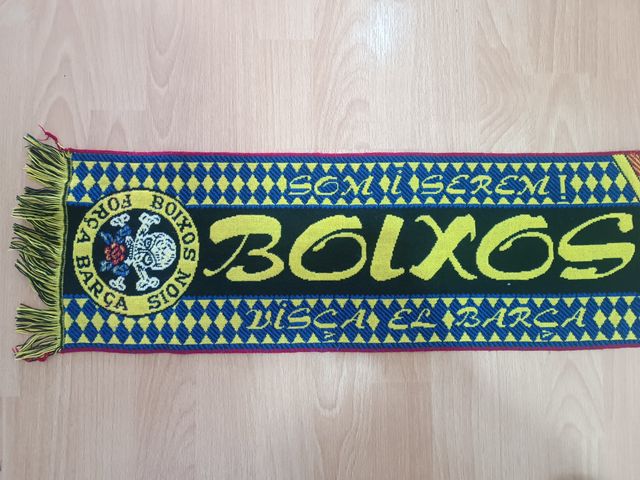 SOM I SEREM!
BOIXOS
SION
FORÇA
BARÇA
BOIXOS
VISCA EL BARÇA